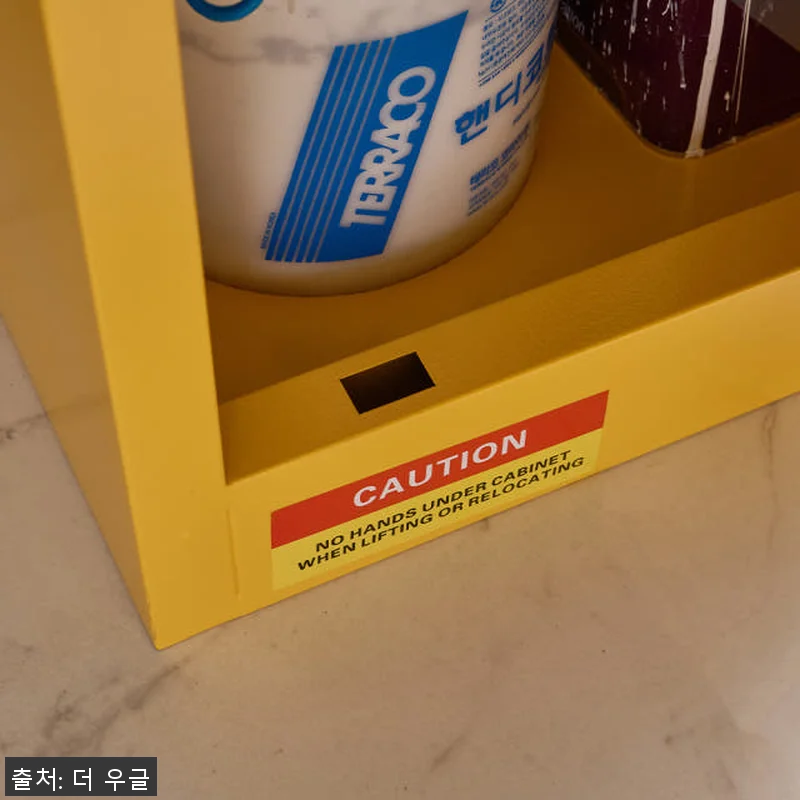 TERRACO
핸디코
CAUTION
NO HANDS UNDER CABINET
WHEN LIFTING OR RELOCATING
출처: 더 우글